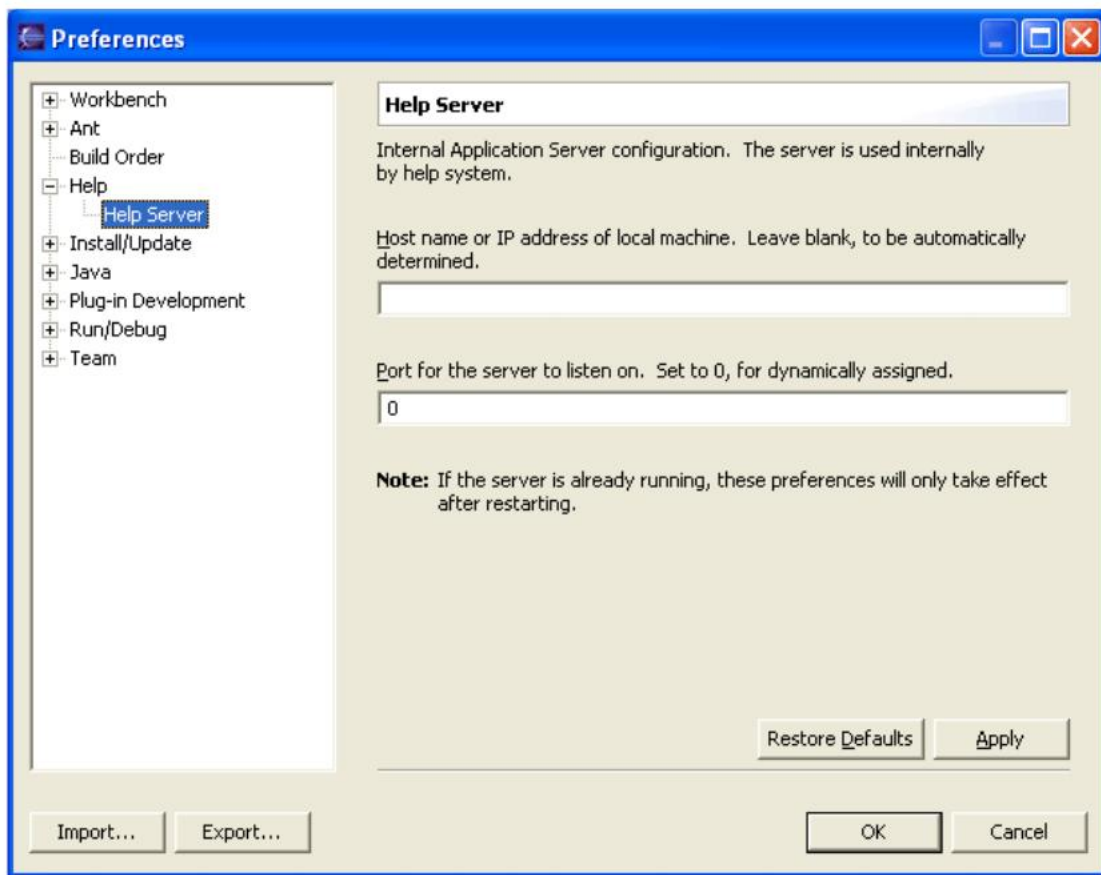 Preferences
Workbench
Ant
Build Order
Help
Help Server
Install/Update
Java
Plug-in Development
Run/Debug
Team
Help Server
Internal Application Server configuration. The server is used internally
by help system.
Host name or IP address of local machine. Leave blank, to be automatically
determined.
Port for the server to listen on. Set to 0, for dynamically assigned.
0
Note: If the server is already running, these preferences will only take effect
after restarting.
Restore Defaults Apply
Import... Export... OK Cancel